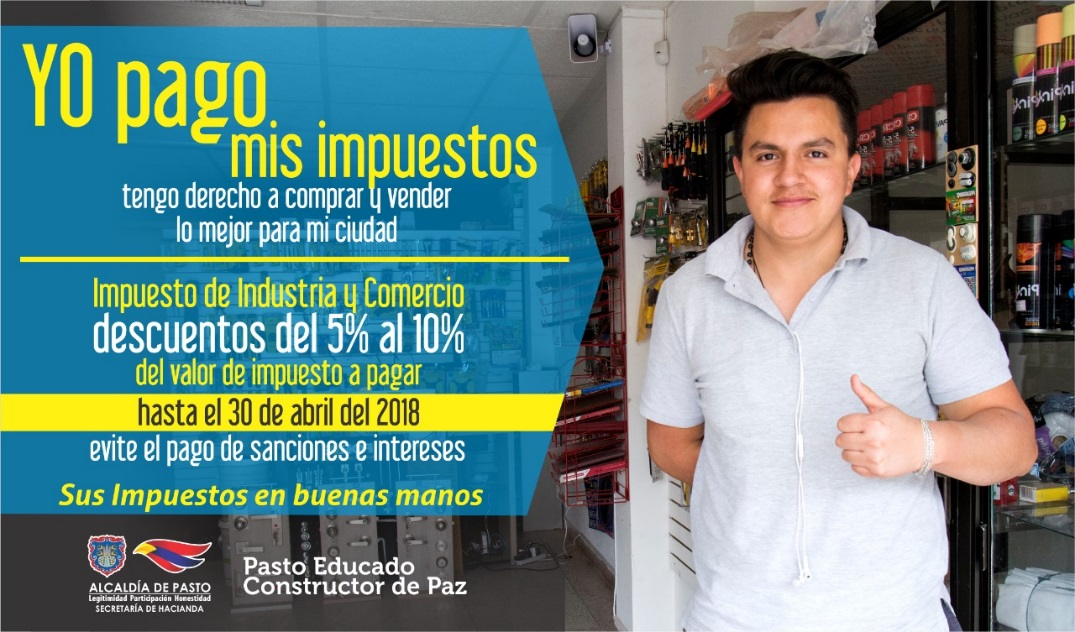 YO pago
mis impuestos
tengo derecho a comprar y vender
lo mejor para mi ciudad
Impuesto de Industria y Comercio
descuentos del 5% al 10%
del valor de impuesto a pagar
hasta el 30 de abril del 2018
evite el pago de sanciones e intereses
Sus Impuestos en buenas manos
ALCALDÍA DE PASTO
Legitimidad Participación Honestidad
SECRETARÍA DE HACIENDA
Pasto Educado
Constructor de Paz